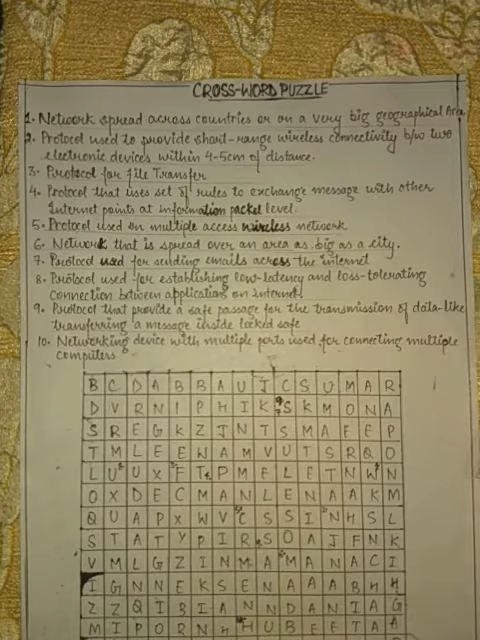 CROSS-WORD PUZZLE
1. Network spread across countries or on a very big geographical Area
2. Protocol used to provide short-range wireless connectivity b/w two
electronic devices within 4-5cm of distance.
3. Protocol for file Transfer
4. Protocol that uses set of rules to exchange message with other
Internet points at information packet level.
5. Protocol used on multiple access wireless network
6. Network that is spread over an area as big as a city.
7. Protocol used for sending emails across the internet
8. Protocol used for establishing low-latency and loss-tolerating
Connection between application on internet.
9. Protocol that provide a safe passage for the transmission of data-like
transferring a message inside locked safe
10. Networking device with multiple ports used for connecting multiple
computers
B C D A B B A U I C S U M A R
D V R N I P H I K S K M O N A
S R E G K Z J N T S M A E E P
T M L E E W A M V U T S R Q O
L U U X F T P M E L E T N W N
O X D E C M A N L E N A A K M
Q U A P X W V C S S I N H S L
S T A T Y P I R S O A J F N K
V M L G Z I N M A M A N A C I
I G N N E K S E N A A A B H H
Z Z Q I B I A N N D A N I A G
M I P O R N H H U B E E T A A